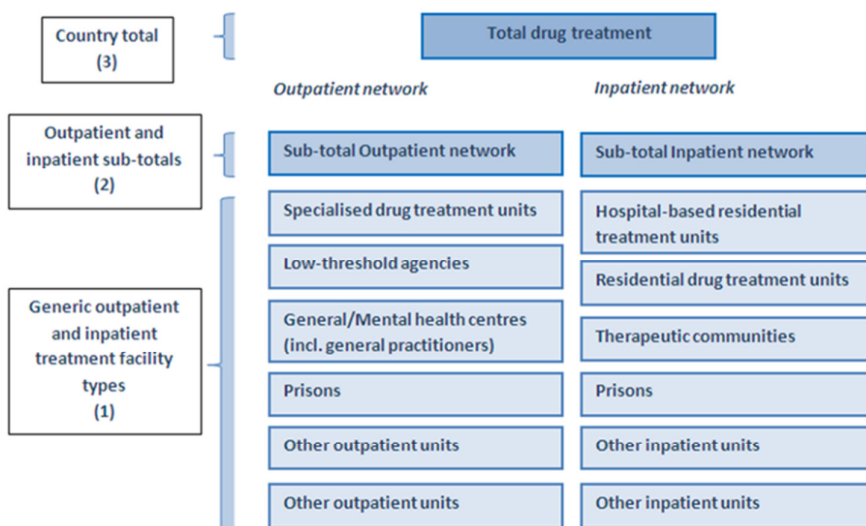 Country total
(3)
Total drug treatment
Outpatient network
Inpatient network
Outpatient and
inpatient sub-totals
(2)
Sub-total Outpatient network
Sub-total Inpatient network
Generic outpatient
and inpatient
treatment facility
types
(1)
Specialised drug treatment units
Low-threshold agencies
General/Mental health centres
(incl. general practitioners)
Prisons
Other outpatient units
Other outpatient units
Hospital-based residential
treatment units
Residential drug treatment units
Therapeutic communities
Prisons
Other inpatient units
Other inpatient units